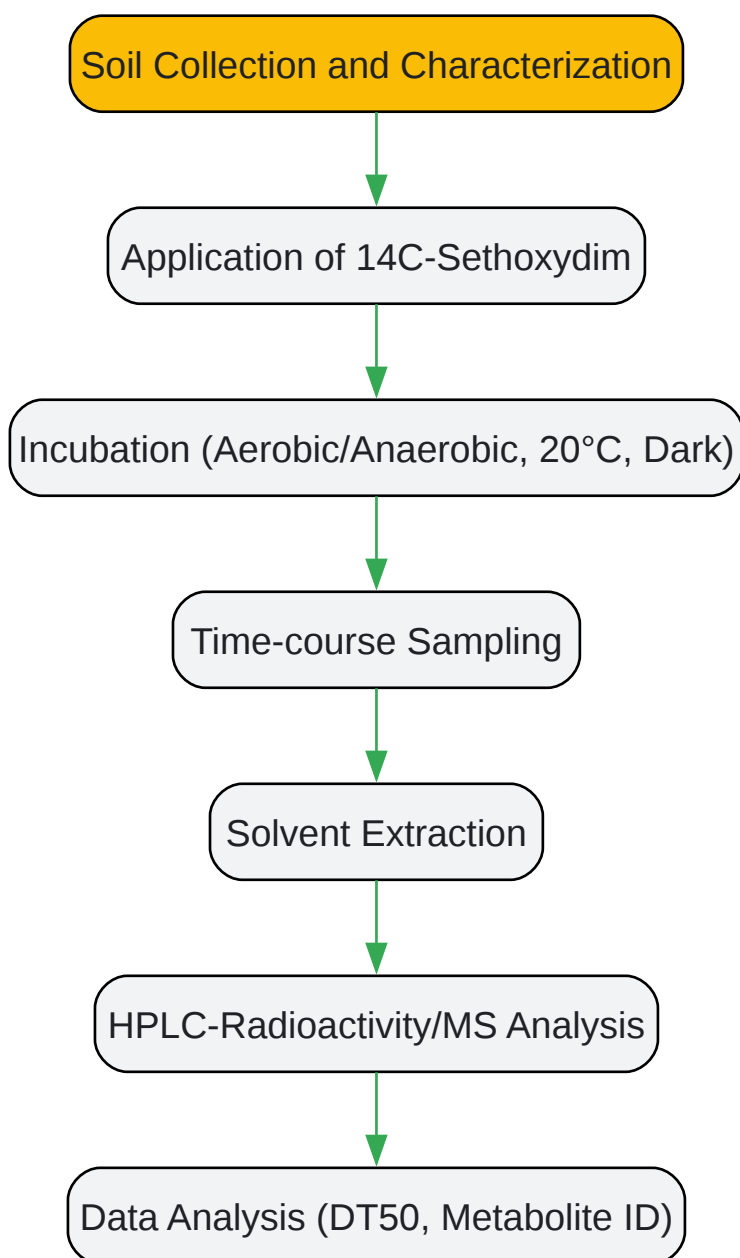 Soil Collection and Characterization
Application of 14C-Sethoxydim
Incubation (Aerobic/Anaerobic, 20°C, Dark)
Time-course Sampling
Solvent Extraction
HPLC-Radioactivity/MS Analysis
Data Analysis (DT50, Metabolite ID)